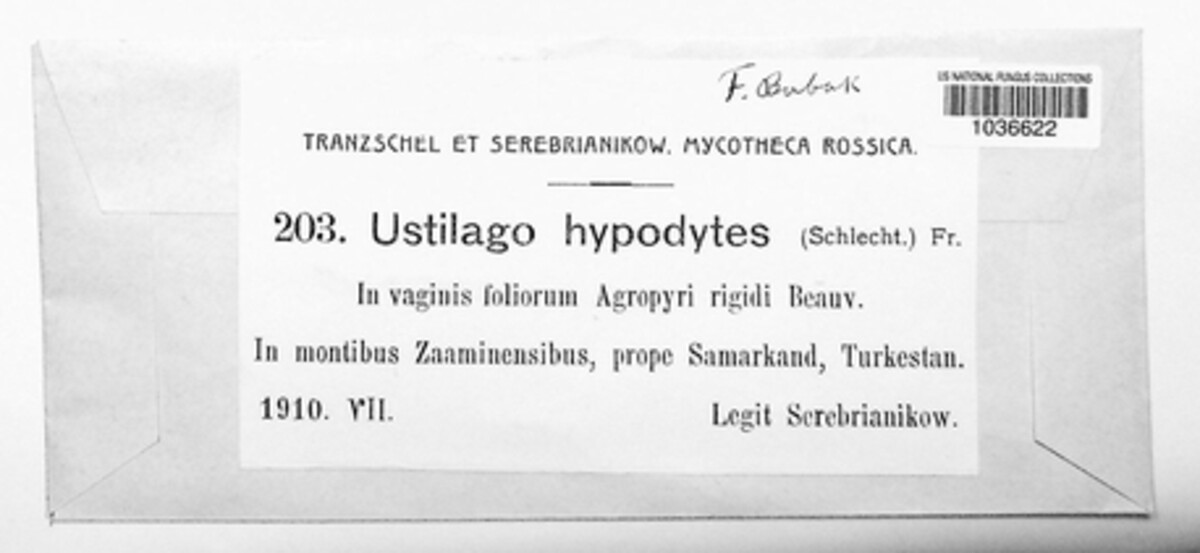 F. Bubak
US NATIONAL FUNGUS COLLECTIONS
1036622
TRANZSCHEL ET SEREBRIANIKOW. MYCOTHECA ROSSICA.
203. Ustilago hypodytes (Schlecht.) Fr.
In vaginis foliorum Agropyri rigidi Beauv.
In montibus Zaaminensibus, prope Samarkand, Turkestan.
1910. VII. Legit Serebrianikow.